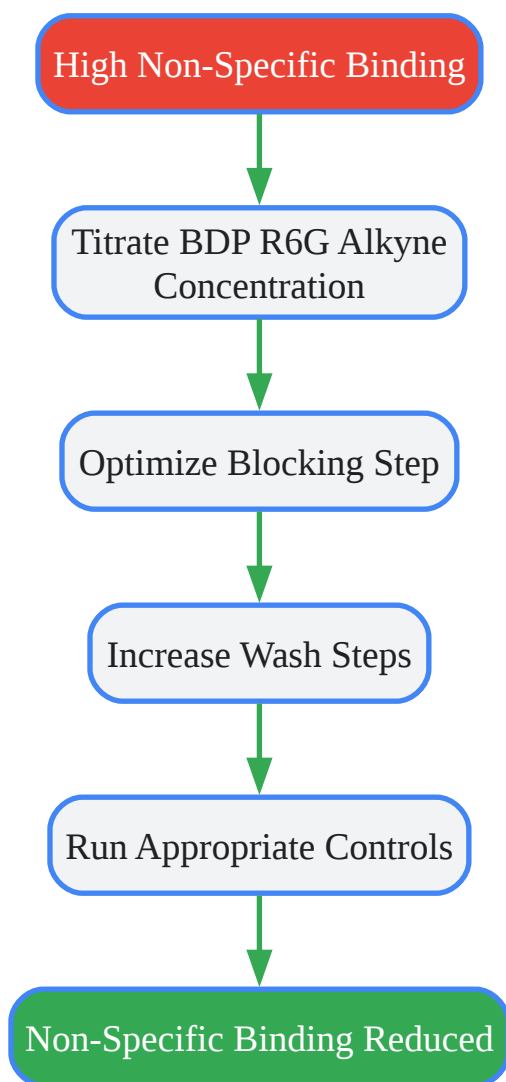 High Non-Specific Binding
Titrate BDP R6G Alkyne
Concentration
Optimize Blocking Step
Increase Wash Steps
Run Appropriate Controls
Non-Specific Binding Reduced